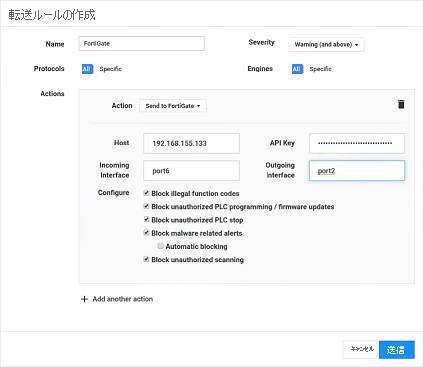 転送ルールの作成
Name FortiGate Severity Warning (and above)
Protocols All Specific Engines All Specific
Actions
Action Send to FortiGate
Host 192.168.155.133 API Key
Incoming Interface port6 Outgoing Interface port2
Configure Block illegal function codes
Block unauthorized PLC programming / firmware updates
Block unauthorized PLC stop
Block malware related alerts
Automatic blocking
Block unauthorized scanning
+ Add another action
キャンセル 送信